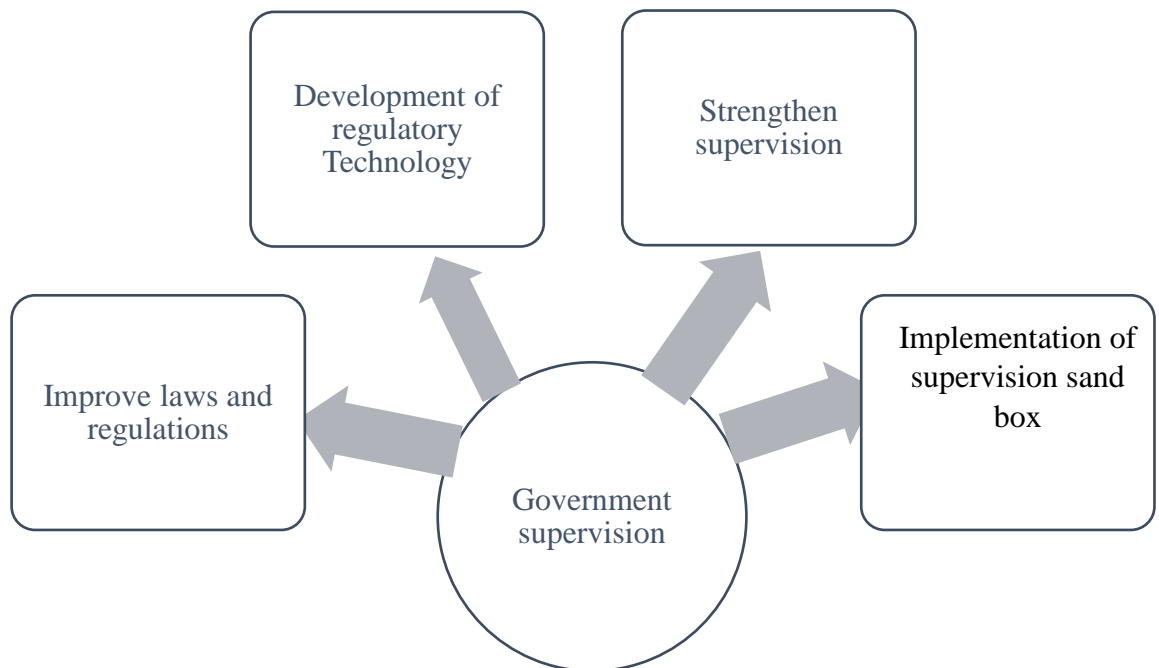 Development of
regulatory
Technology
Strengthen
supervision
Improve laws and
regulations
Implementation of
supervision sand
box
Government
supervision